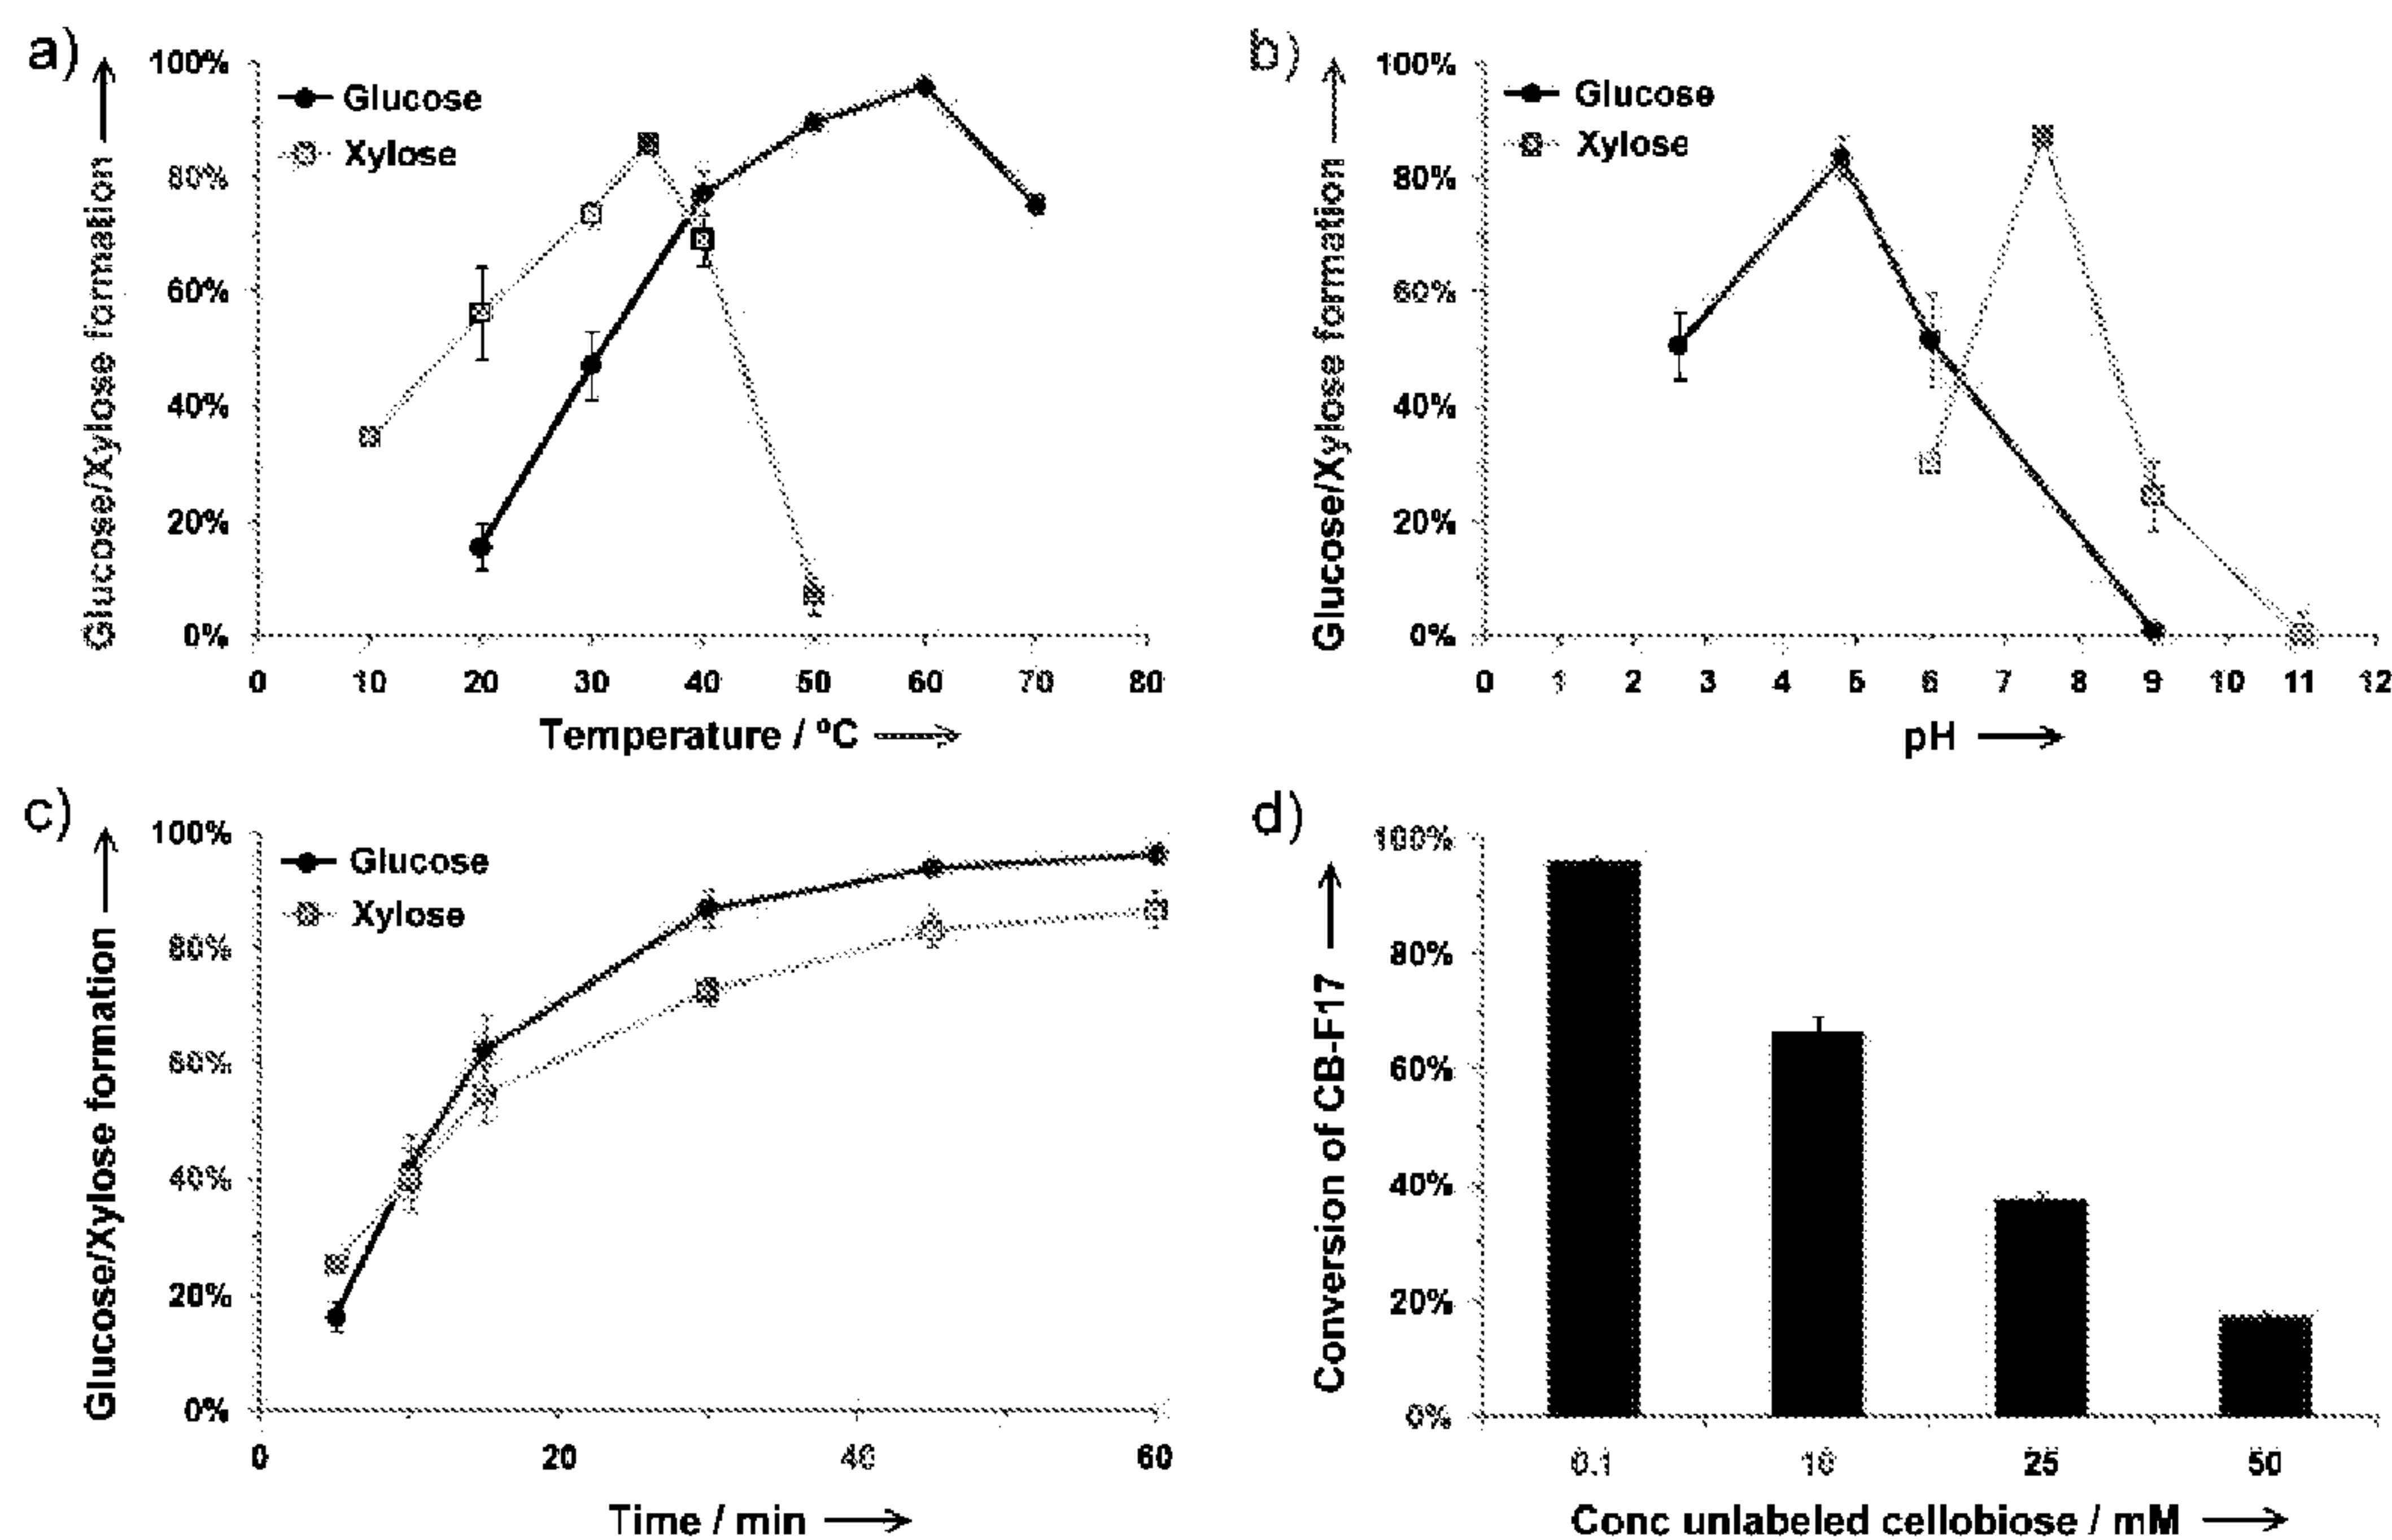 a)
Glucose/Xylose formation
100%
80%
60%
40%
20%
0%
Glucose
Xylose
0 10 20 30 40 50 60 70 80
Temperature / ºC
b)
Glucose/Xylose formation
100%
80%
60%
40%
20%
0%
Glucose
Xylose
0 1 2 3 4 5 6 7 8 9 10 11 12
pH
c)
Glucose/Xylose formation
100%
80%
60%
40%
20%
0%
Glucose
Xylose
0 20 40 60
Time / min
d)
Conversion of CB-F17
100%
80%
60%
40%
20%
0%
0.1 10 25 50
Conc unlabeled cellobiose / mM